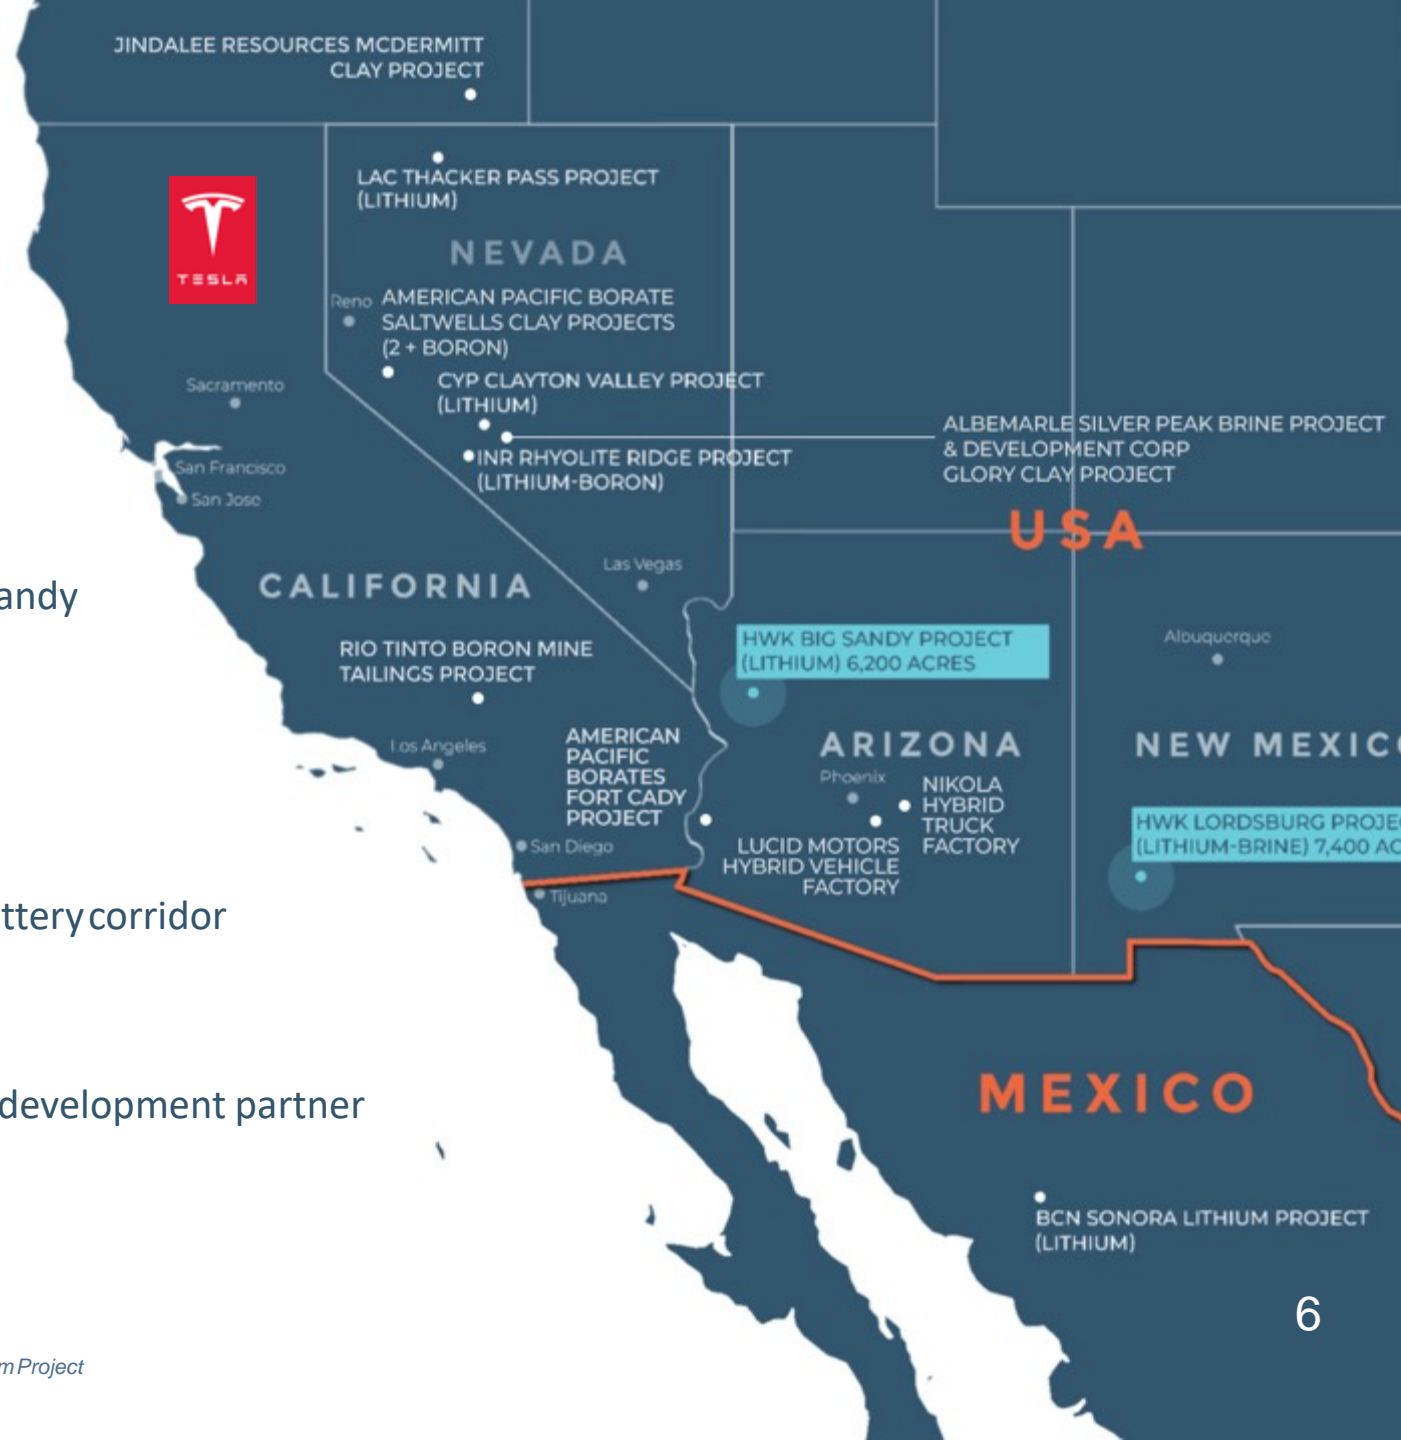 JINDALEE RESOURCES MCDERMITT
CLAY PROJECT
LAC THACKER PASS PROJECT
(LITHIUM)
TESLA
NEVADA
Reno
AMERICAN PACIFIC BORATE
SALTWELLS CLAY PROJECTS
(2 + BORON)
CYP CLAYTON VALLEY PROJECT
(LITHIUM)
Sacramento
ALBEMARLE SILVER PEAK BRINE PROJECT
& DEVELOPMENT CORP
GLORY CLAY PROJECT
INR RHYOLITE RIDGE PROJECT
(LITHIUM-BORON)
San Francisco
San Jose
USA
Las Vegas
CALIFORNIA
andy
RIO TINTO BORON MINE
TAILINGS PROJECT
HWK BIG SANDY PROJECT
(LITHIUM) 6,200 ACRES
Albuquerque
Los Angeles
AMERICAN
PACIFIC
BORATES
FORT CADY
PROJECT
ARIZONA
NEW MEXICO
Phoenix
NIKOLA
HYBRID
TRUCK
FACTORY
LUCID MOTORS
HYBRID VEHICLE
FACTORY
HWK LORDSBURG PROJE
(LITHIUM-BRINE) 7,400 AC
San Diego
Tijuana
ttery corridor
MEXICO
development partner
BCN SONORA LITHIUM PROJECT
(LITHIUM)
6
m Project